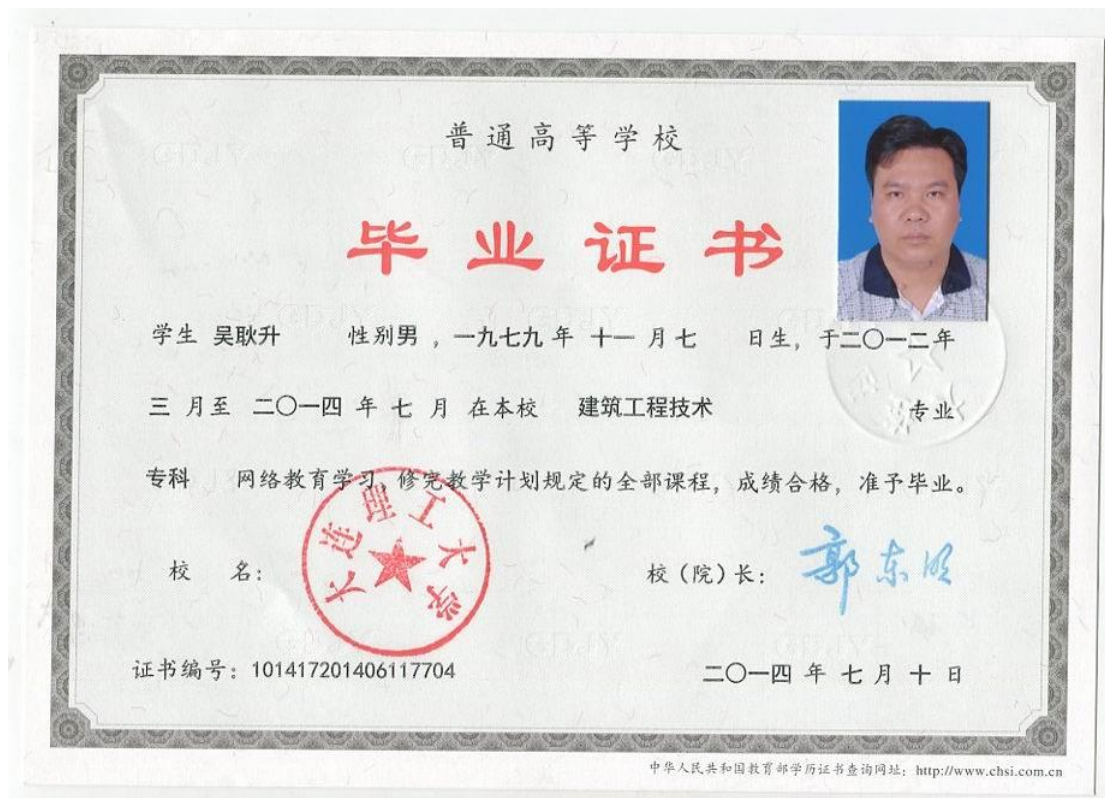 普通高等学校
毕业证书
学生 吴耿升 性别男 , 一九七九 年 十一 月 七 日生, 于二〇一二年
三 月至 二〇一四 年 七 月 在本校 建筑工程技术 专业
专科 网络教育学习, 修完教学计划规定的全部课程, 成绩合格, 准予毕业。
大连理工大学
校 名:
校(院)长: 郭东明
证书编号: 101417201406117704
二〇一四 年 七 月 十 日
中华人民共和国教育部学历证书查询网址: http://www.chsi.com.cn